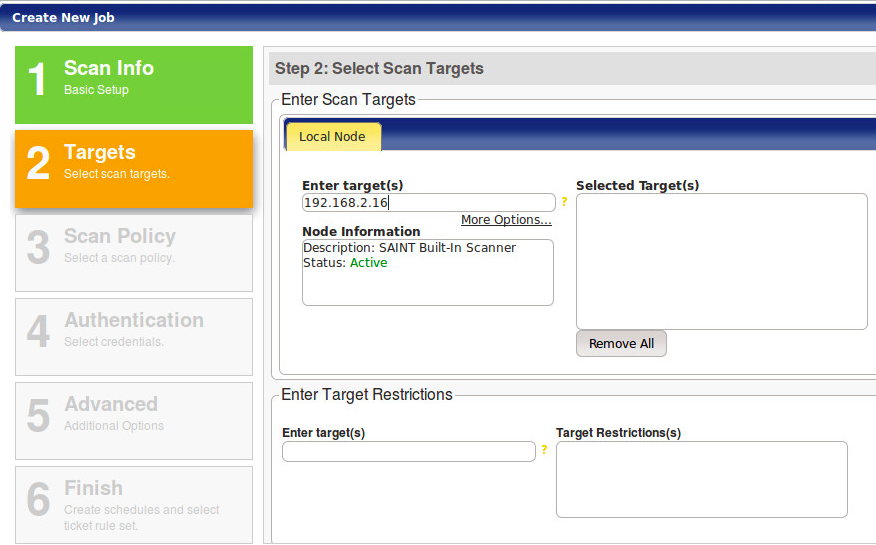 Create New Job
1 Scan Info
Basic Setup
2 Targets
Select scan targets.
3 Scan Policy
Select a scan policy.
4 Authentication
Select credentials.
5 Advanced
Additional Options
6 Finish
Create schedules and select
ticket rule set.
Step 2: Select Scan Targets
Enter Scan Targets
Local Node
Enter target(s)
192.168.2.16
?
More Options...
Node Information
Description: SAINT Built-In Scanner
Status: Active
Selected Target(s)
Remove All
Enter Target Restrictions
Enter target(s)
?
Target Restrictions(s)